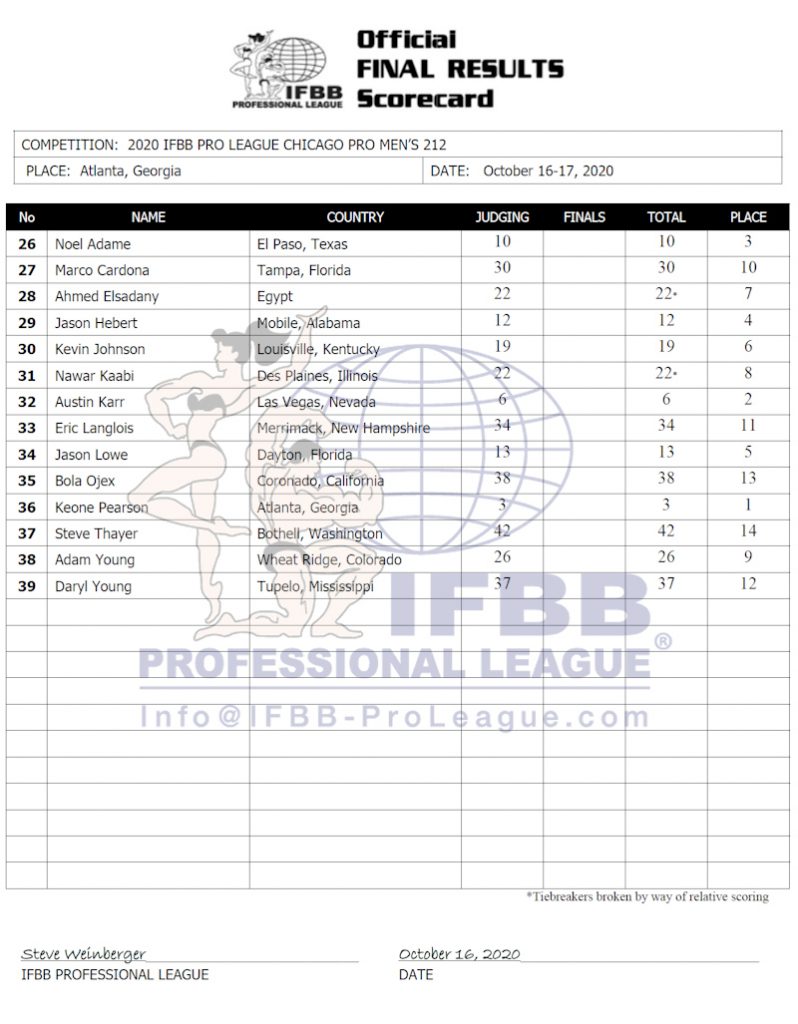 Official
FINAL RESULTS
Scorecard
IFBB
PROFESSIONAL LEAGUE
COMPETITION: 2020 IFBB PRO LEAGUE CHICAGO PRO MEN'S 212
PLACE: Atlanta, Georgia DATE: October 16-17, 2020
No NAME COUNTRY JUDGING FINALS TOTAL PLACE
26 Noel Adame El Paso, Texas 10 10 3
27 Marco Cardona Tampa, Florida 30 30 10
28 Ahmed Elsadany Egypt 22 22* 7
29 Jason Hebert Mobile, Alabama 12 12 4
30 Kevin Johnson Louisville, Kentucky 19 19 6
31 Nawar Kaabi Des Plaines, Illinois 22 22* 8
32 Austin Karr Las Vegas, Nevada 6 6 2
33 Eric Langlois Merrimack, New Hampshire 34 34 11
34 Jason Lowe Dayton, Florida 13 13 5
35 Bola Ojex Coronado, California 38 38 13
36 Keone Pearson Atlanta, Georgia 3 3 1
37 Steve Thayer Bothell, Washington 42 42 14
38 Adam Young Wheat Ridge, Colorado 26 26 9
39 Daryl Young Tupelo, Mississippi 37 37 12
IFBB
PROFESSIONAL LEAGUE®
Info@IFBB-ProLeague.com
*Tiebreakers broken by way of relative scoring
Steve Weinberger October 16, 2020
IFBB PROFESSIONAL LEAGUE DATE